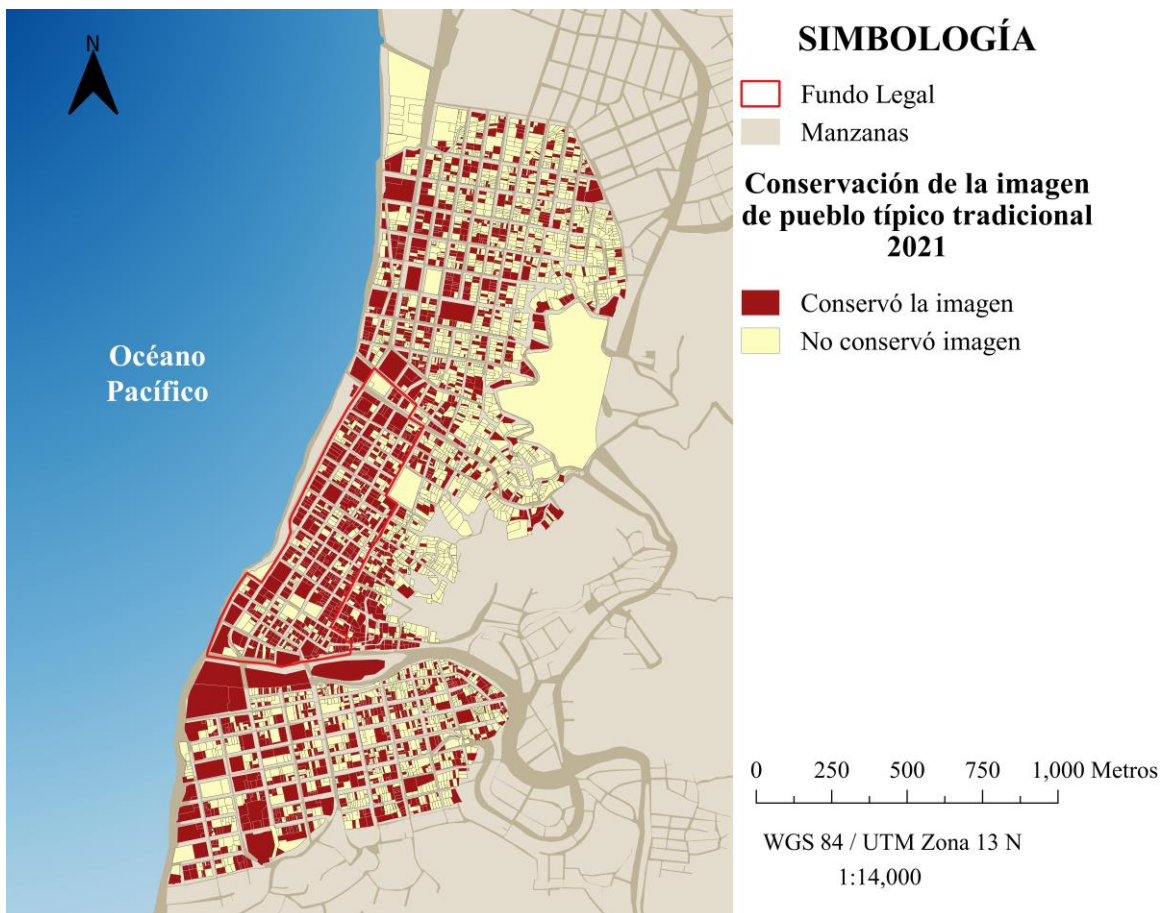 N
Océano
Pacífico
SIMBOLOGÍA
Fundo Legal
Manzanas
Conservación de la imagen
de pueblo típico tradicional
2021
Conservó la imagen
No conservó imagen
0 250 500 750 1,000 Metros
WGS 84 / UTM Zona 13 N
1:14,000